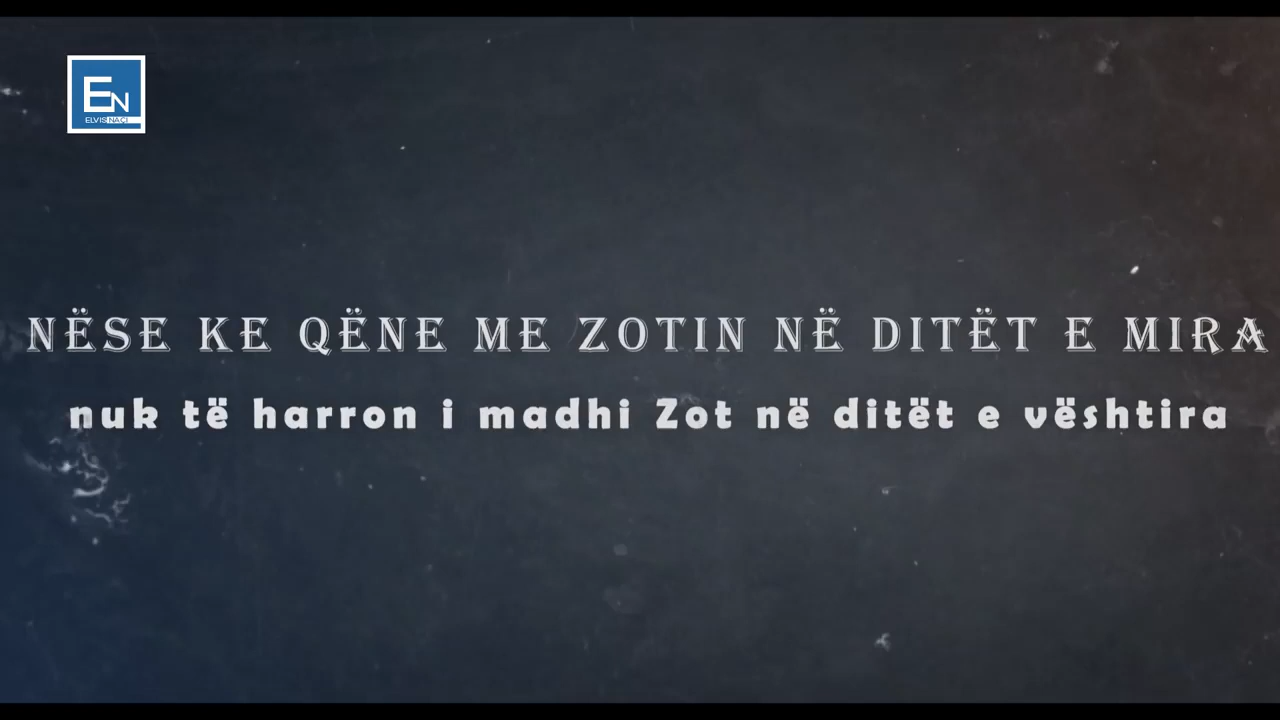 EN
ELVIS NAÇI
NËSE KE QËNE ME ZOTIN NË DITËT E MIRA
nuk të harron i madhi Zot në ditët e vështira